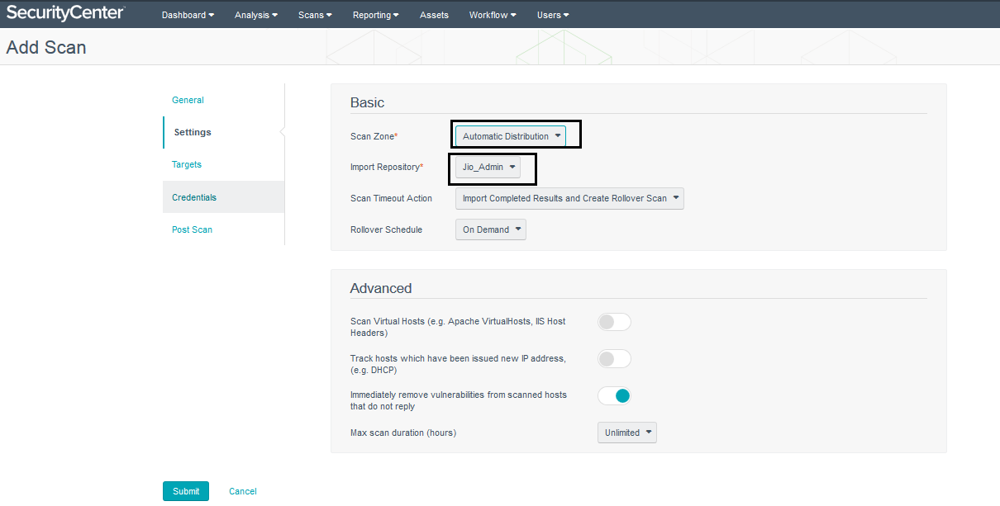 SecurityCenter Dashboard Analysis Scans Reporting Assets Workflow Users
Add Scan
General
Settings
Targets
Credentials
Post Scan
Basic
Scan Zone* Automatic Distribution
Import Repository* Jio_Admin
Scan Timeout Action Import Completed Results and Create Rollover Scan
Rollover Schedule On Demand
Advanced
Scan Virtual Hosts (e.g. Apache VirtualHosts, IIS Host
Headers)
Track hosts which have been issued new IP address,
(e.g. DHCP)
Immediately remove vulnerabilities from scanned hosts
that do not reply
Max scan duration (hours) Unlimited
Submit Cancel